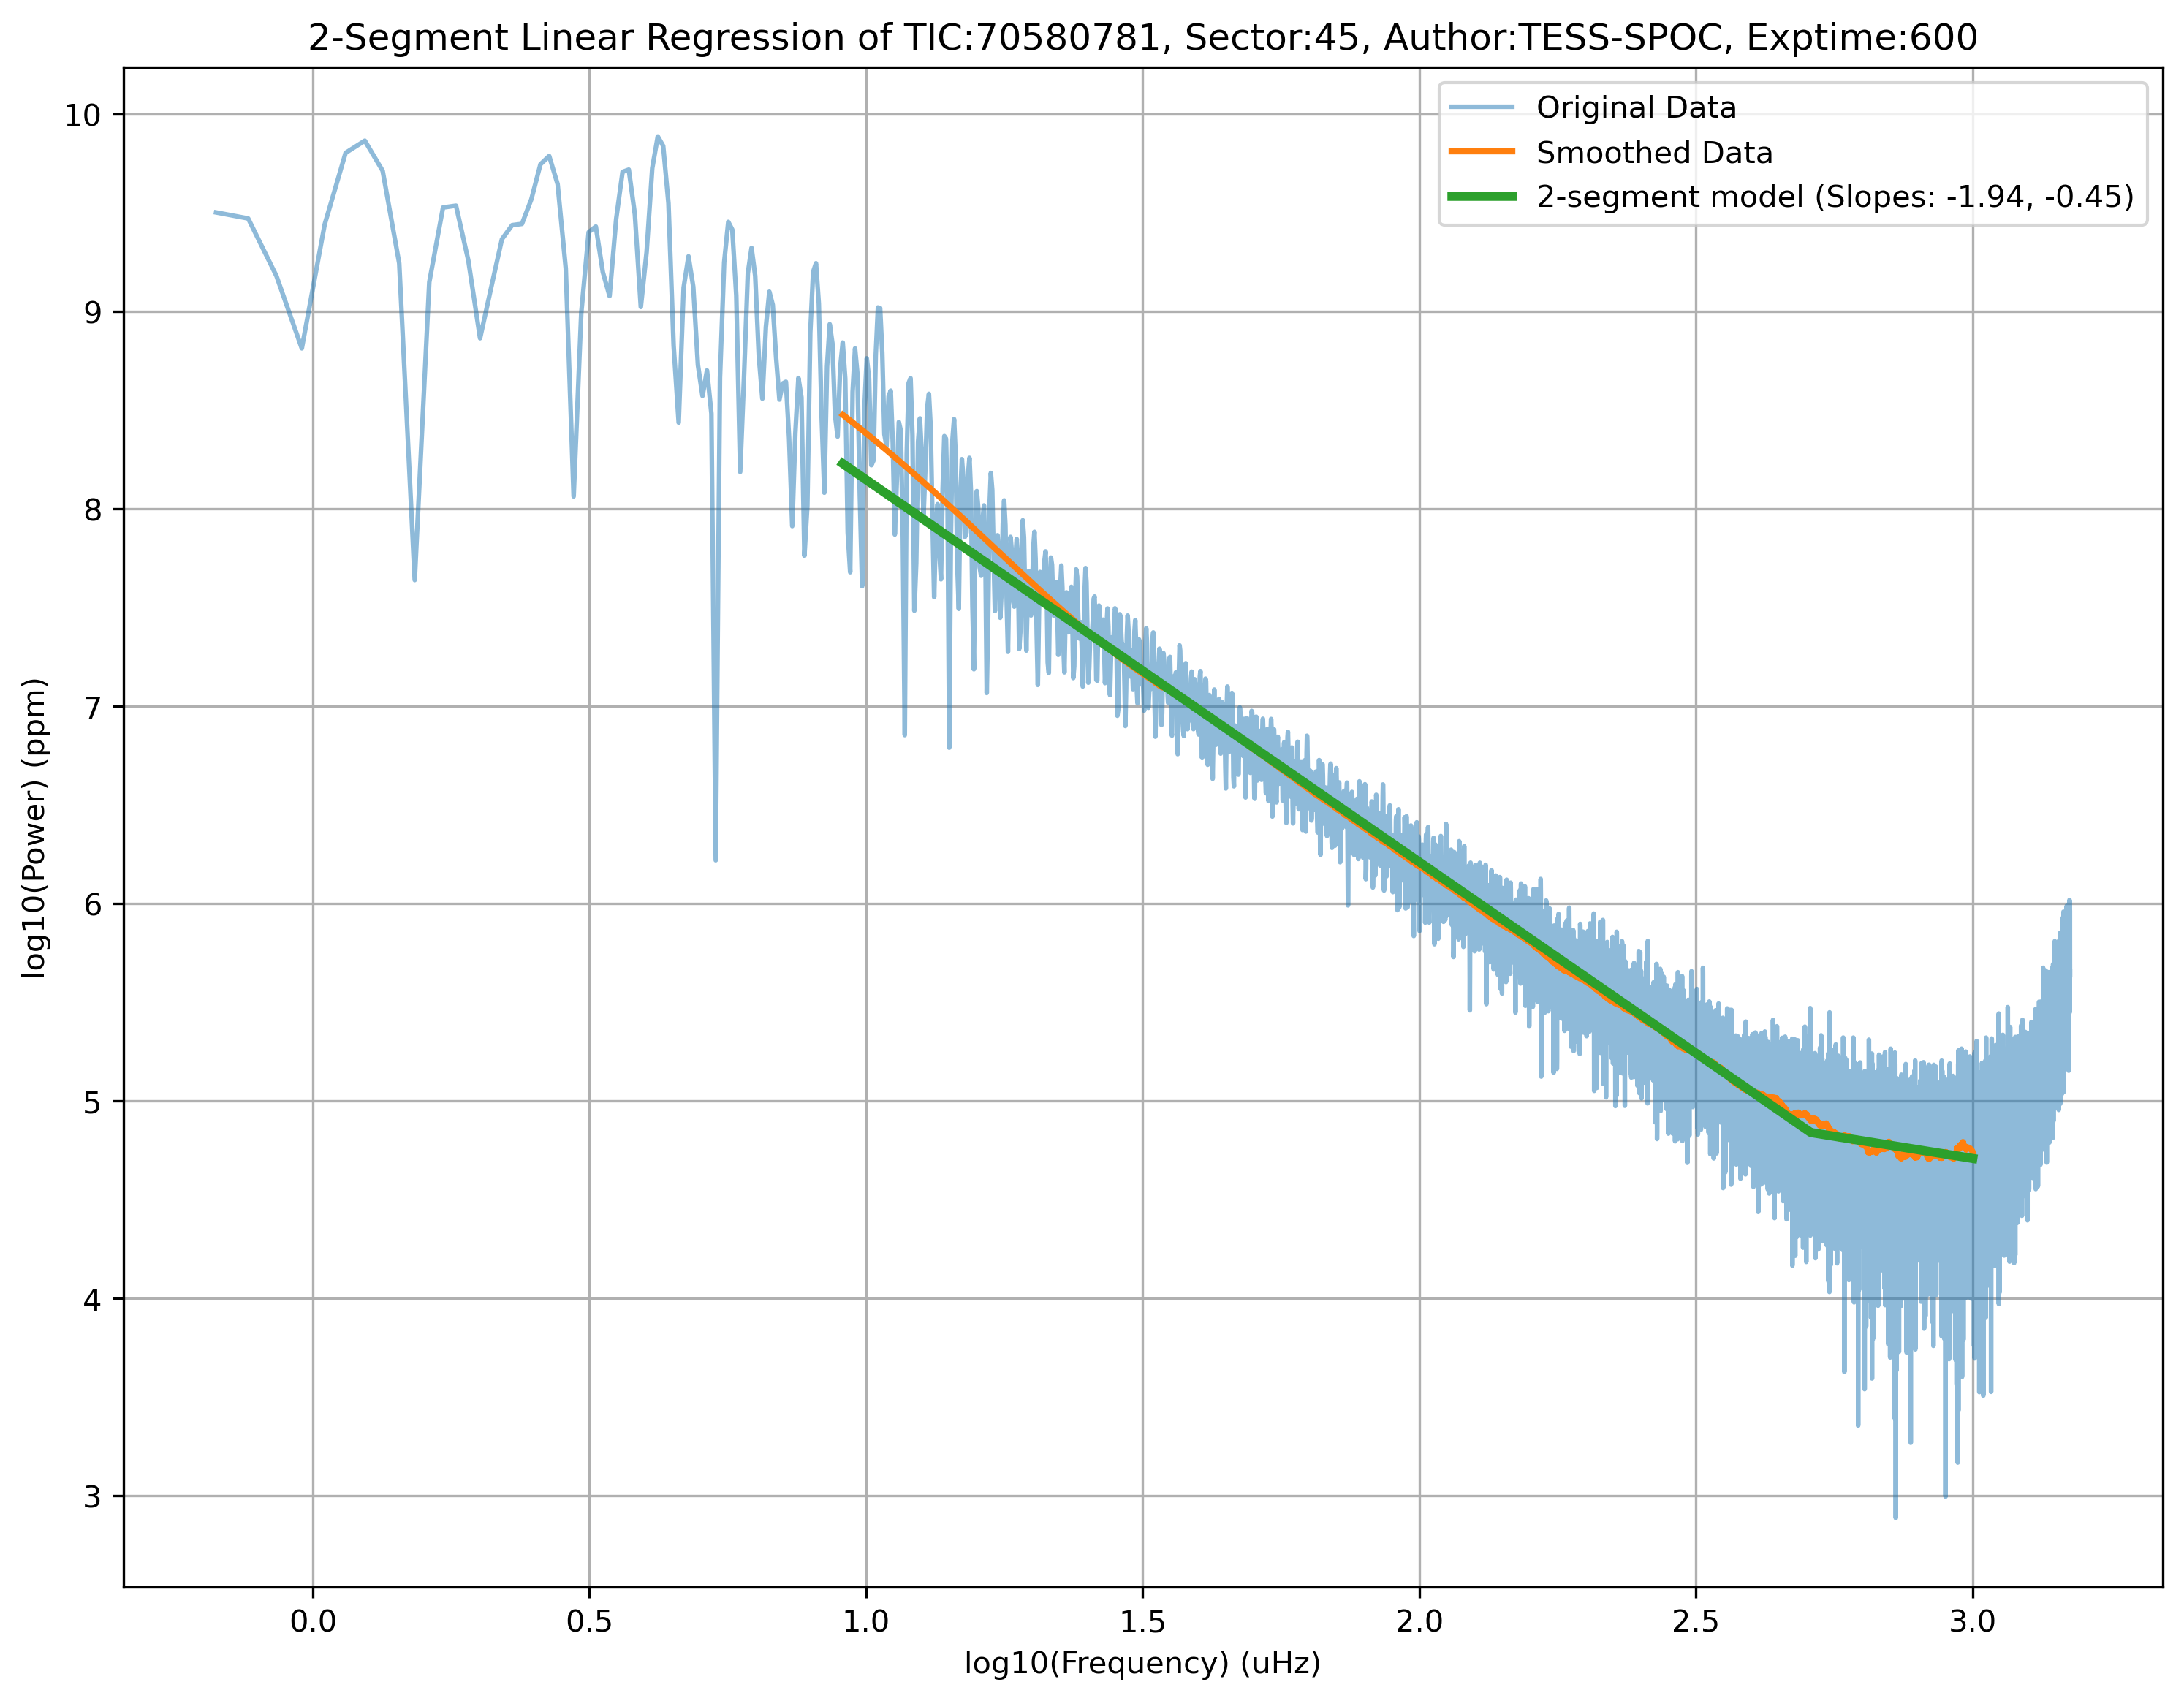 2-Segment Linear Regression of TIC:70580781, Sector:45, Author:TESS-SPOC, Exptime:600
Original Data
Smoothed Data
2-segment model (Slopes: -1.94, -0.45)
log10(Power) (ppm)
10
9
8
7
6
5
4
3
0.0 0.5 1.0 1.5 2.0 2.5 3.0
log10(Frequency) (uHz)